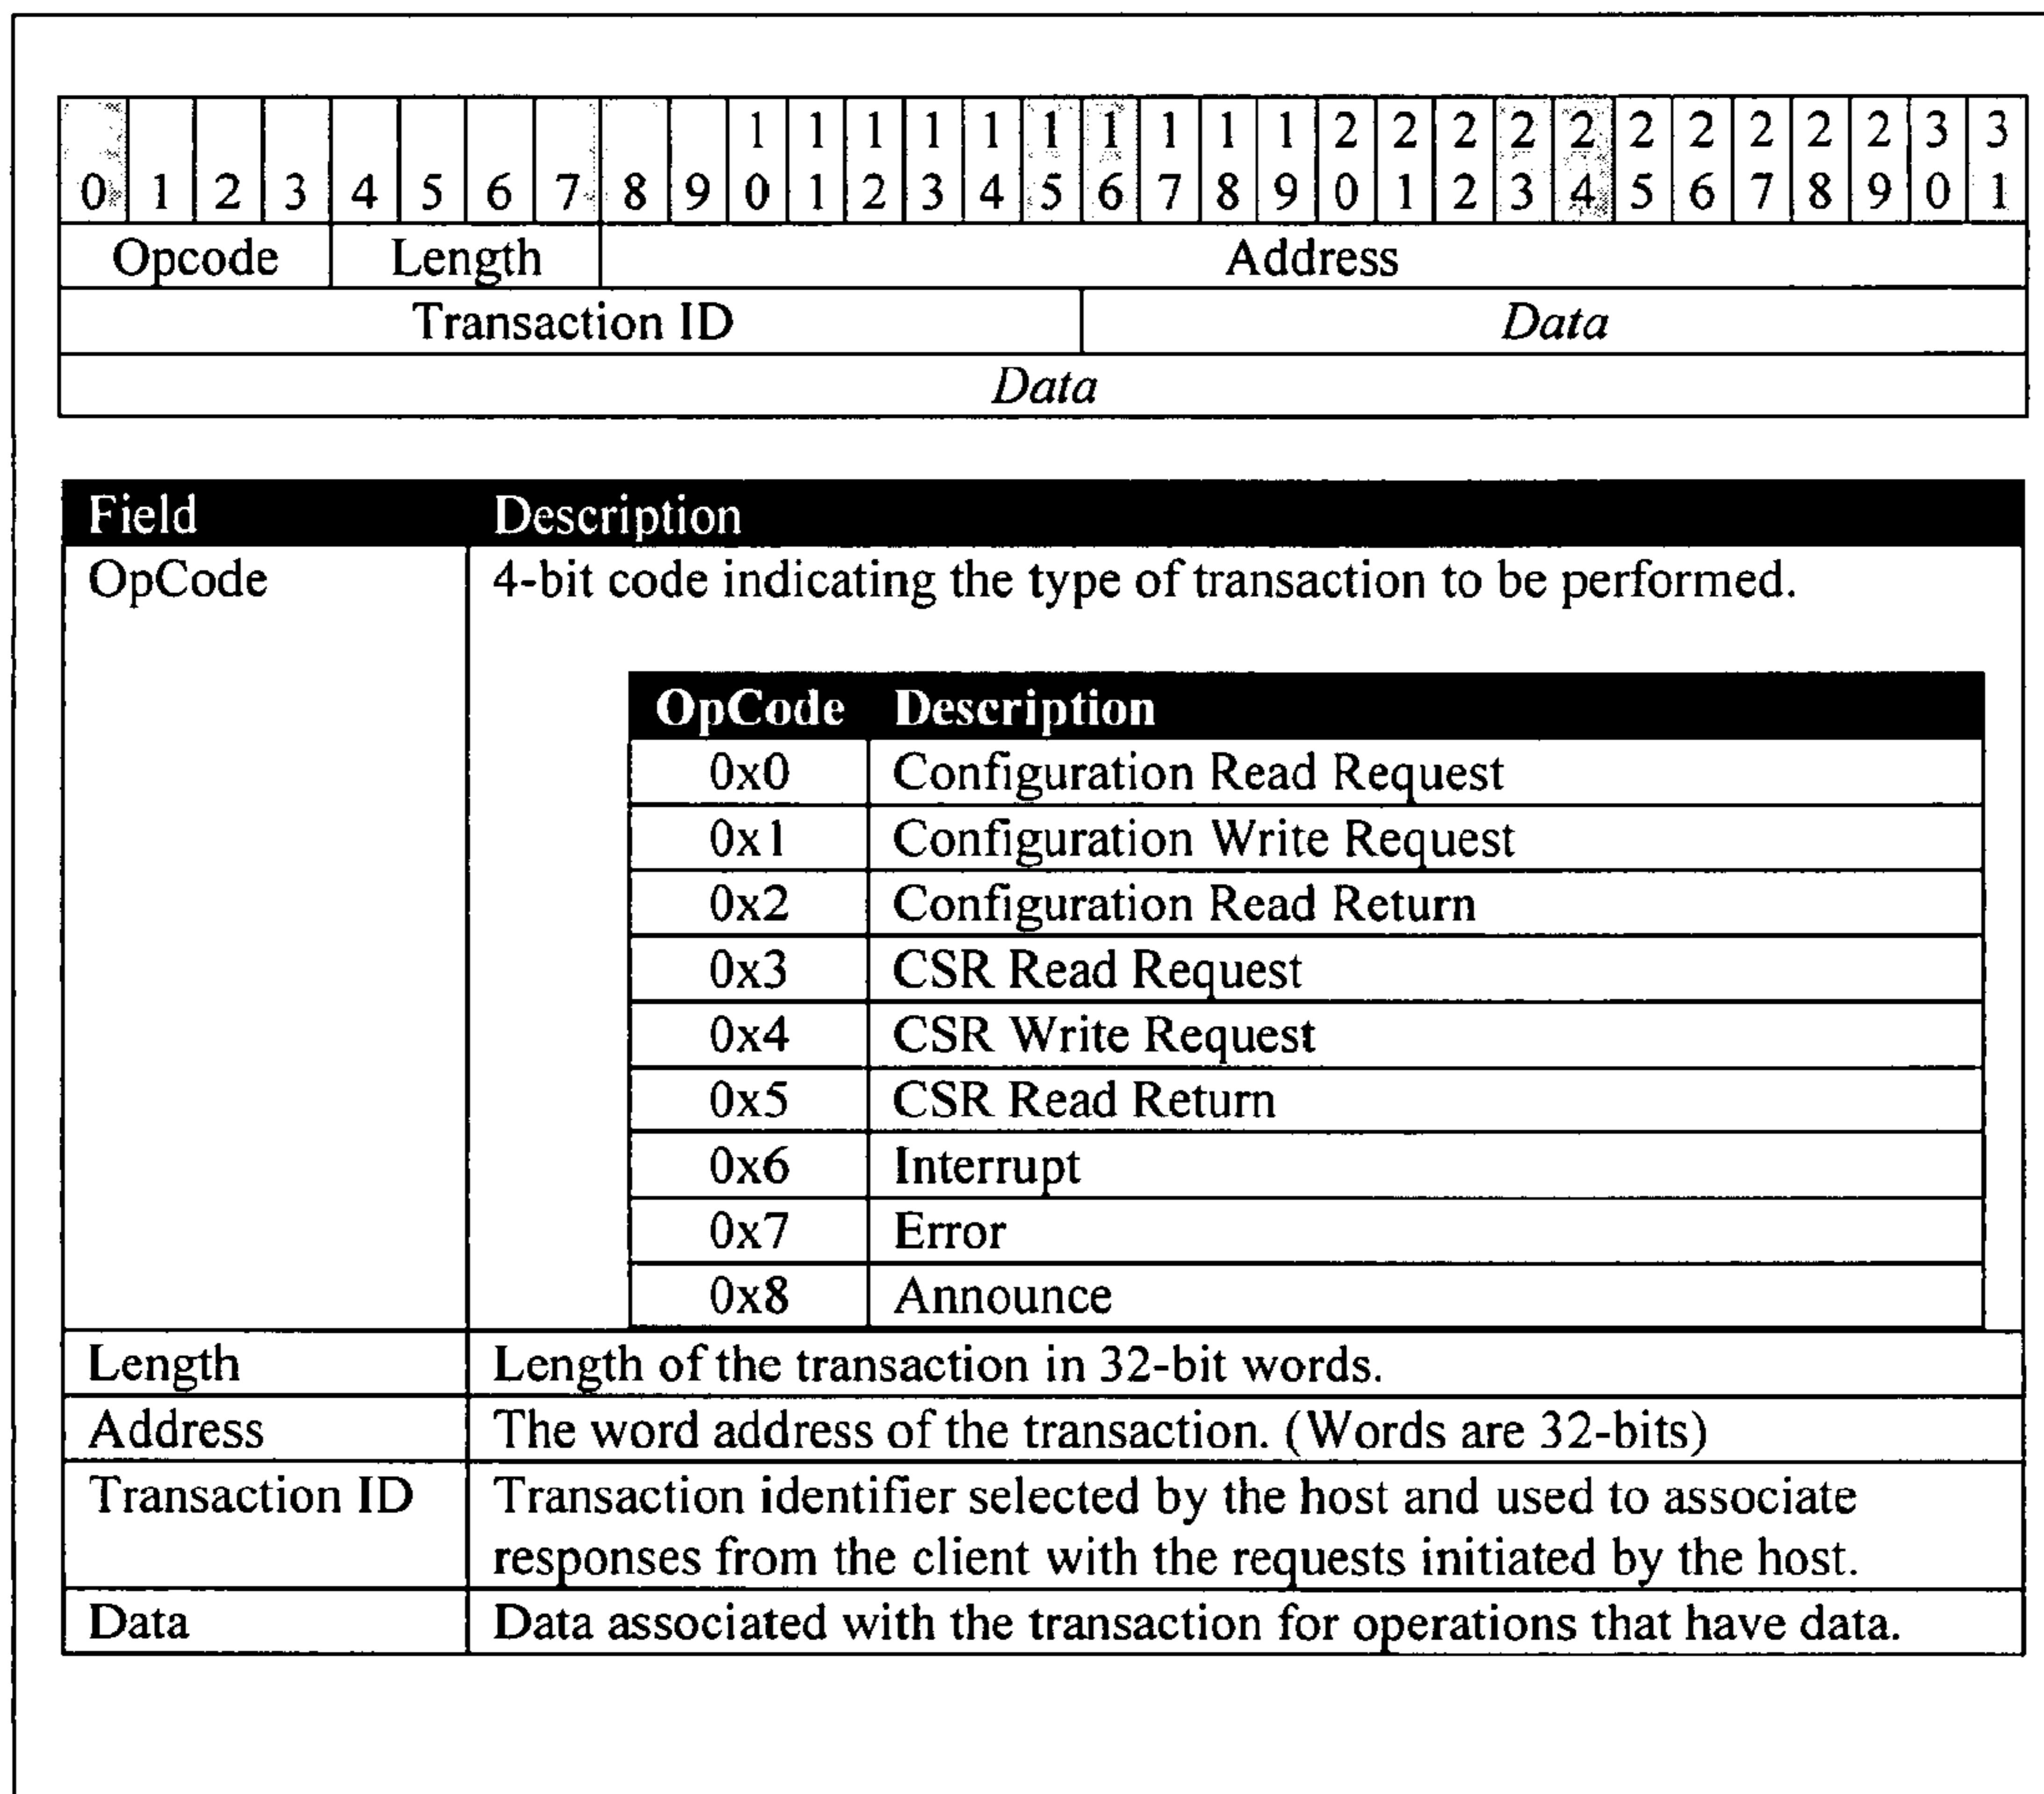 0 1 2 3 4 5 6 7 8 9 10 11 12 13 14 15 16 17 18 19 20 21 22 23 24 25 26 27 28 29 30 31
Opcode Length Address
Transaction ID Data
Data
Field Description
OpCode 4-bit code indicating the type of transaction to be performed.
OpCode Description
0x0 Configuration Read Request
0x1 Configuration Write Request
0x2 Configuration Read Return
0x3 CSR Read Request
0x4 CSR Write Request
0x5 CSR Read Return
0x6 Interrupt
0x7 Error
0x8 Announce
Length Length of the transaction in 32-bit words.
Address The word address of the transaction. (Words are 32-bits)
Transaction ID Transaction identifier selected by the host and used to associate
responses from the client with the requests initiated by the host.
Data Data associated with the transaction for operations that have data.